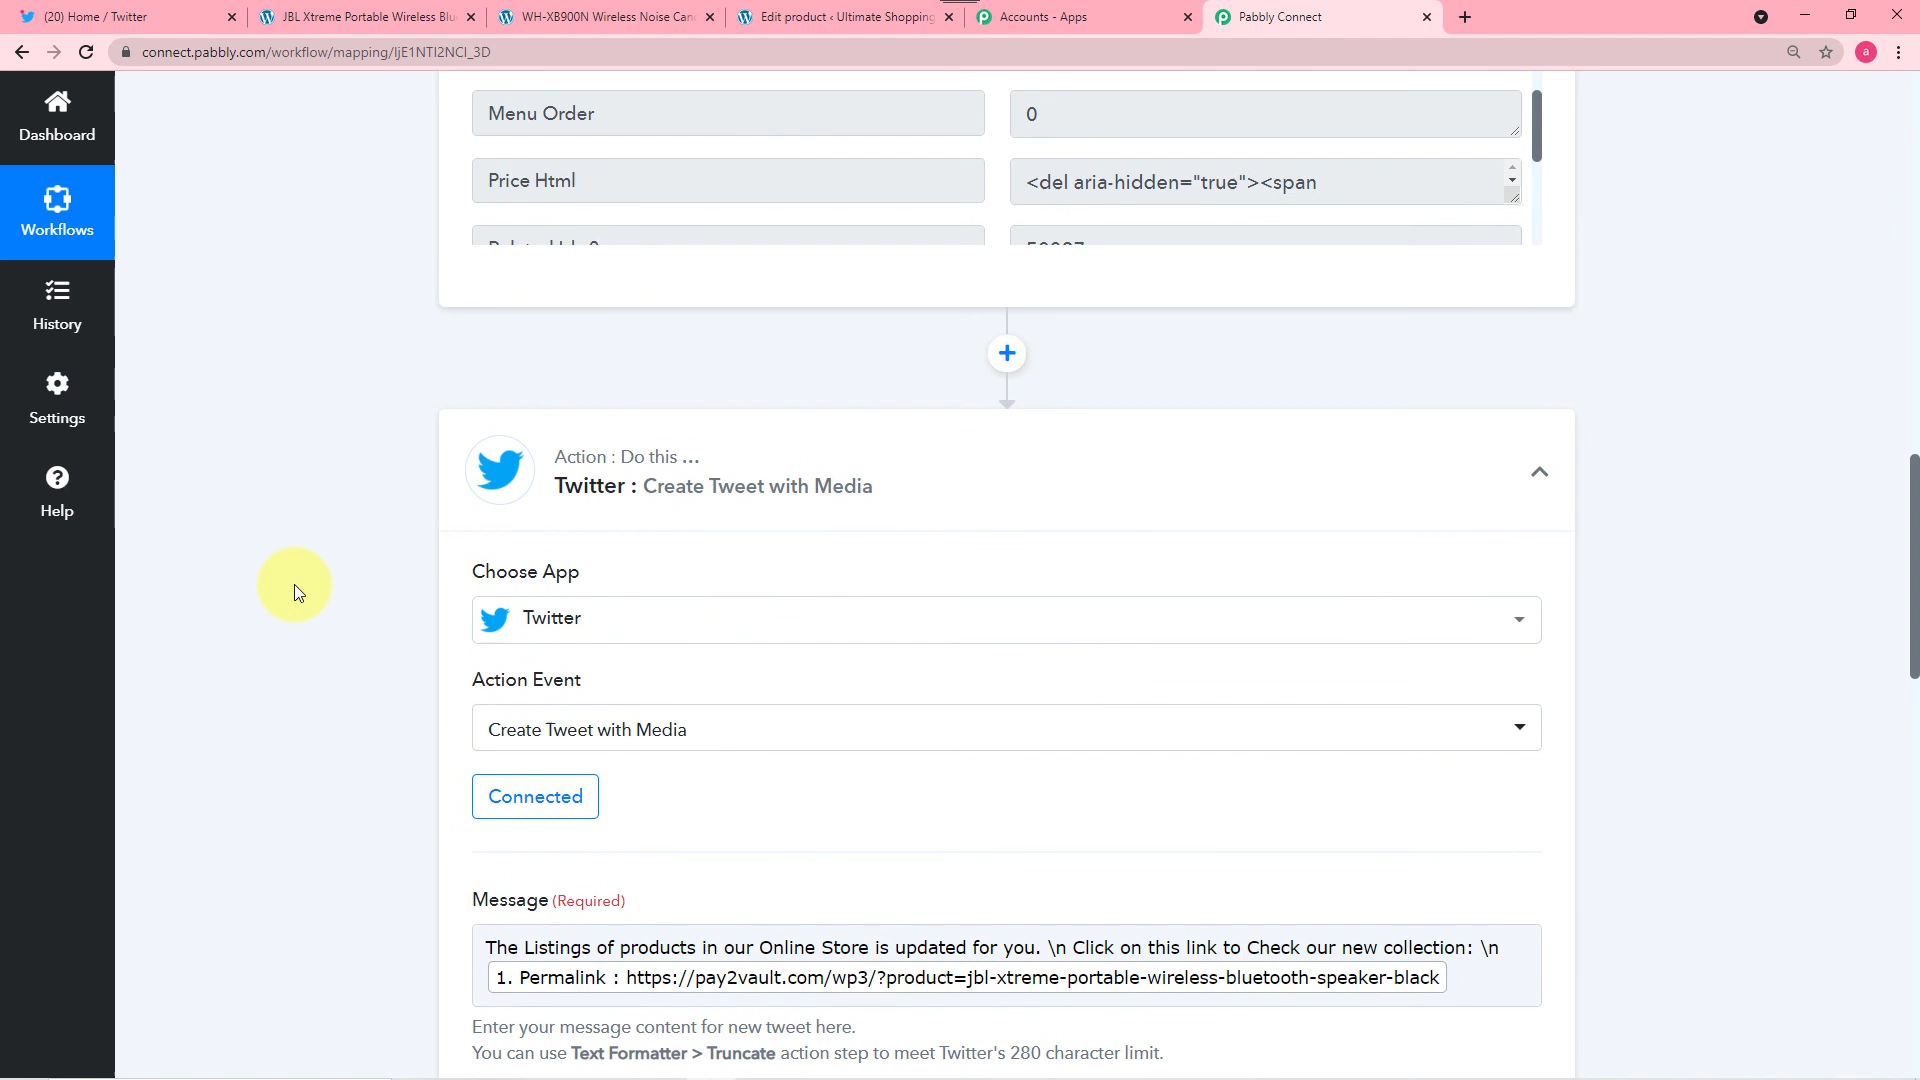 (20) Home / Twitter
JBL Xtreme Portable Wireless Blu
WH-XB900N Wireless Noise Can
Edit product ‹ Ultimate Shopping
Accounts - Apps
Pabbly Connect
connect.pabbly.com/workflow/mapping/IjE1NTI2NCI_3D
a
Dashboard
Workflows
History
Settings
Help
Menu Order
0
Price Html
<del aria-hidden="true"><span
Action : Do this ...
Twitter : Create Tweet with Media
Choose App
Twitter
Action Event
Create Tweet with Media
Connected
Message (Required)
The Listings of products in our Online Store is updated for you. \n Click on this link to Check our new collection: \n
1. Permalink : https://pay2vault.com/wp3/?product=jbl-xtreme-portable-wireless-bluetooth-speaker-black
Enter your message content for new tweet here.
You can use Text Formatter > Truncate action step to meet Twitter's 280 character limit.